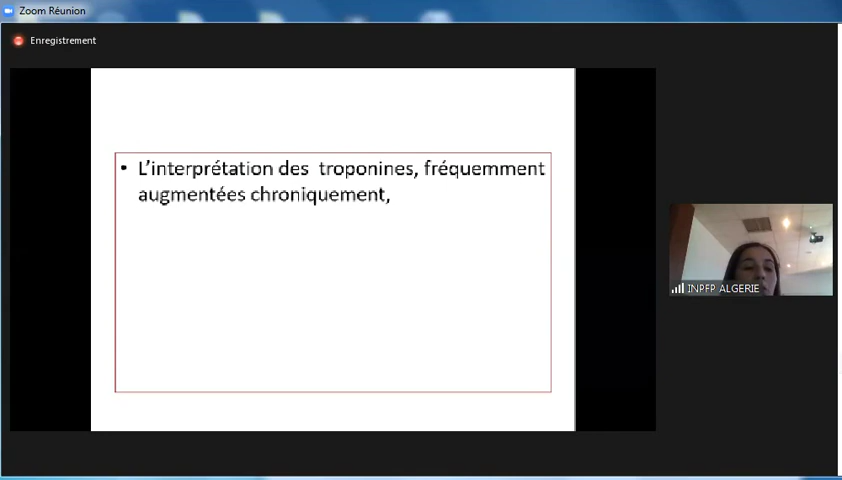 Zoom Réunion
Enregistrement
• L’interprétation des troponines, fréquemment
augmentées chroniquement,
INPFP ALGERIE